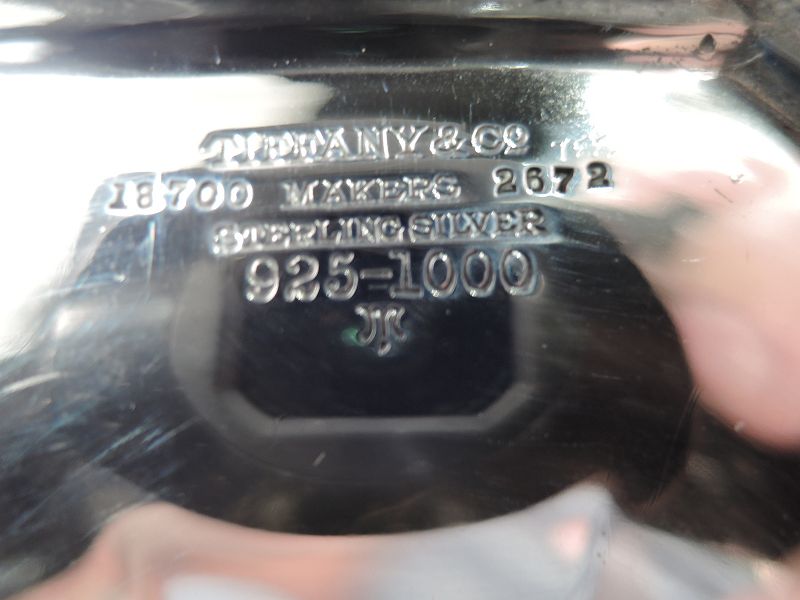 TIFFANY & CO
18700 MAKERS 2672
STERLING SILVER
925-1000
m